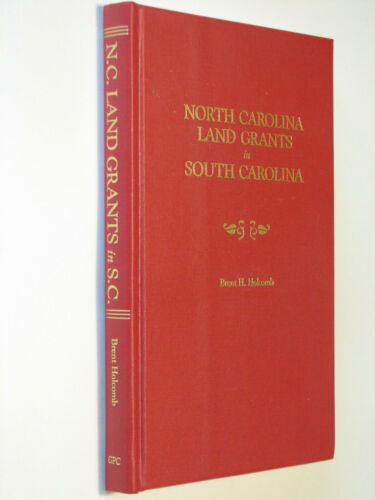 N.C. LAND GRANTS in S.C.
Brent Holcomb
GPC
NORTH CAROLINA
LAND GRANTS
in
SOUTH CAROLINA
Brent H. Holcomb